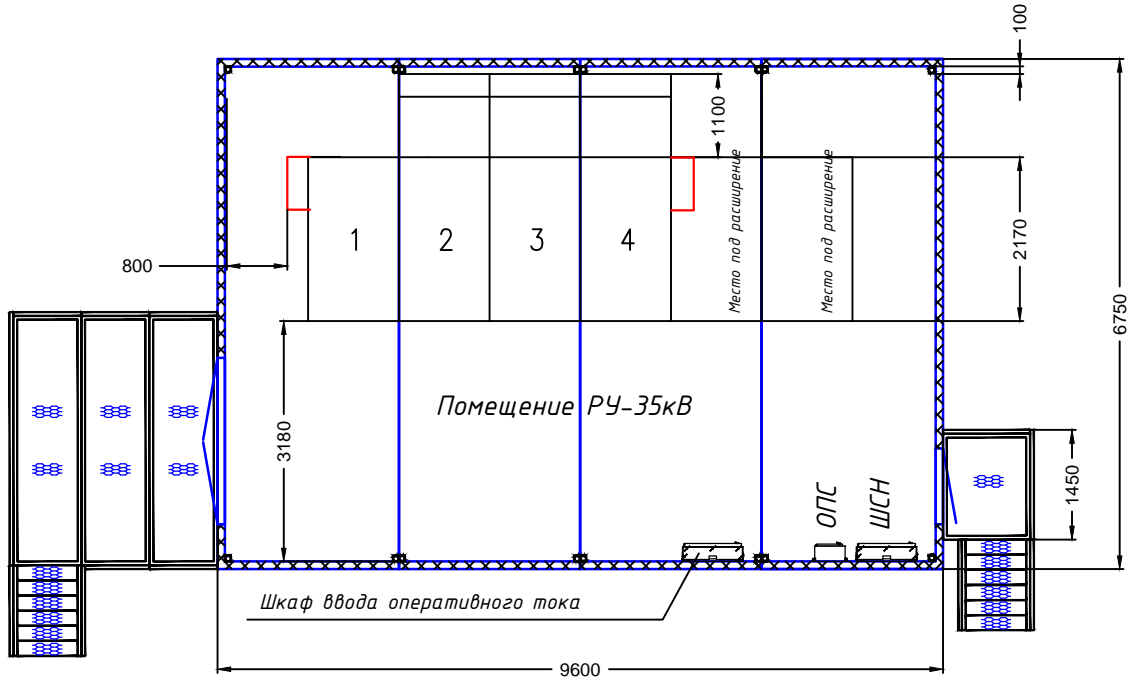 100
1100
Место под расширение
Место под расширение
1
2
3
4
2170
800
6750
Помещение РУ-35кВ
3180
1450
ОПС
ШСН
Шкаф ввода оперативного тока
9600